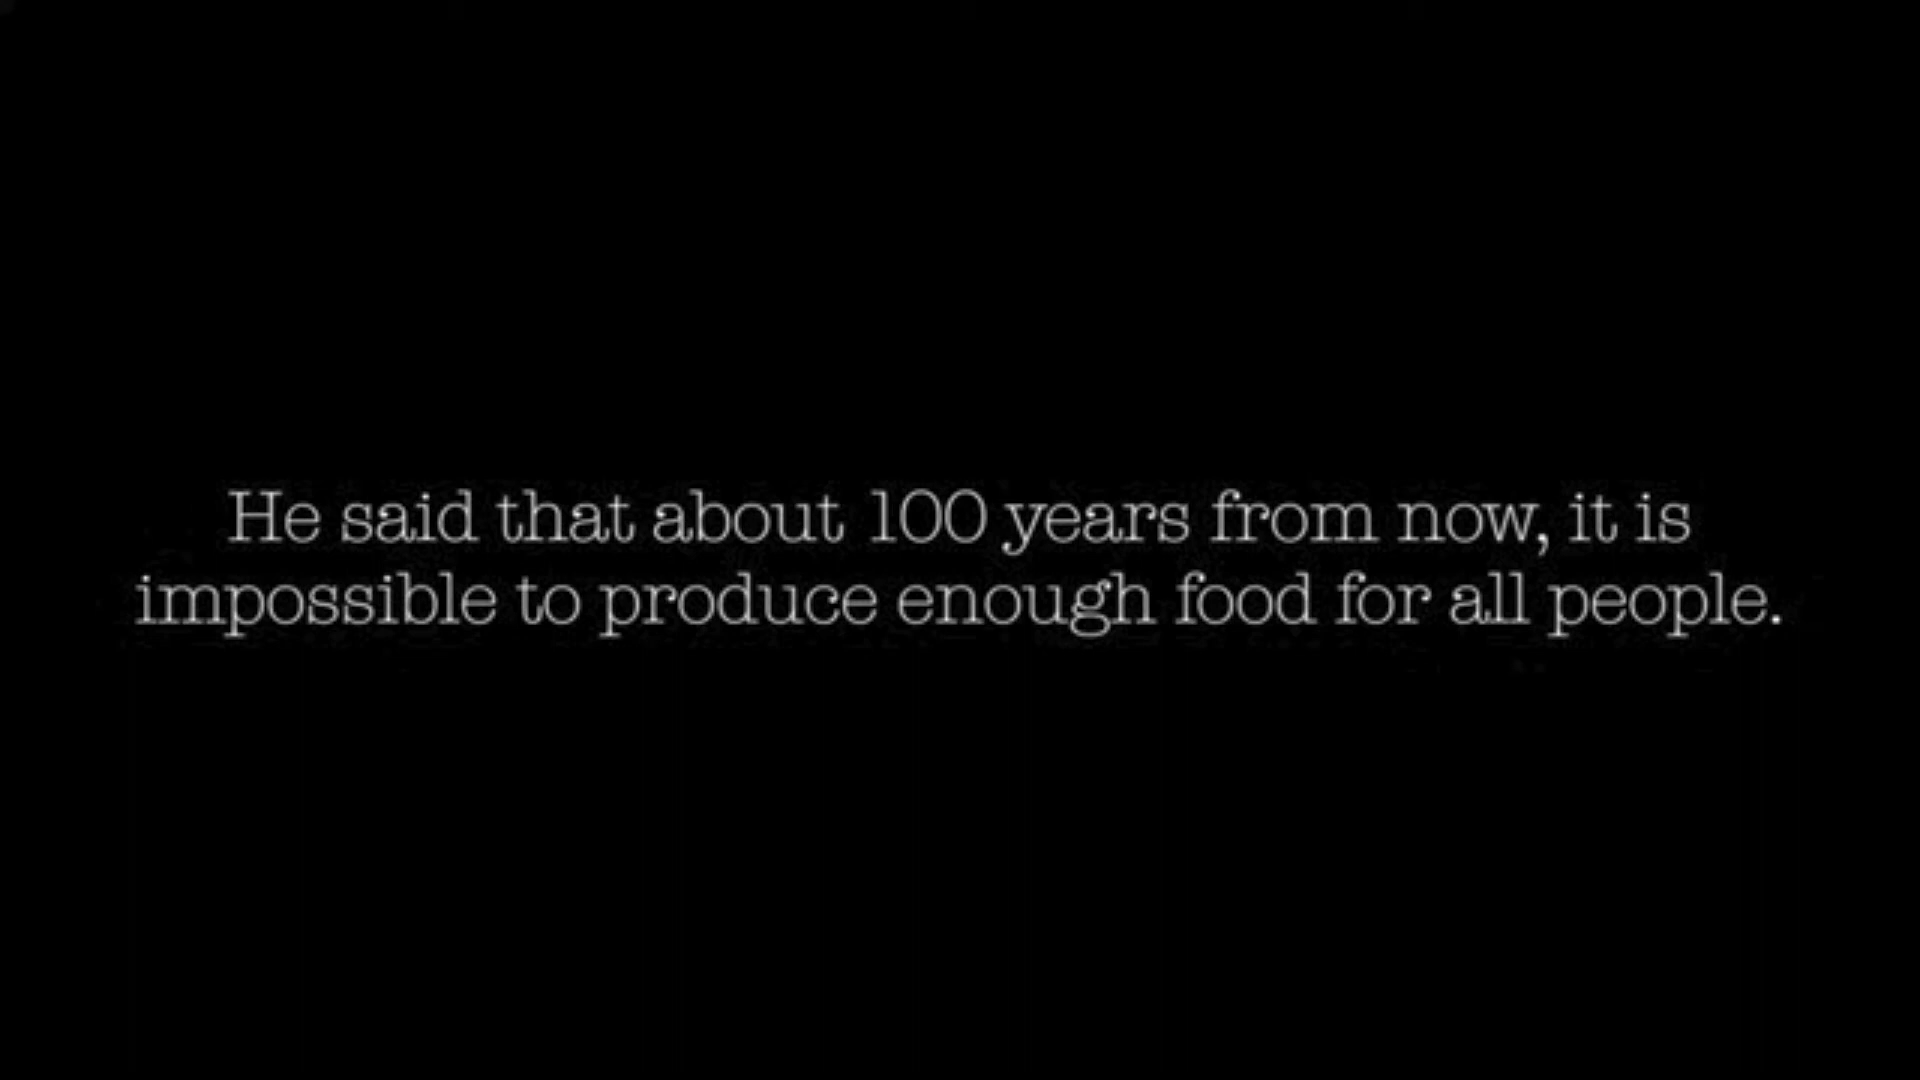 He said that about 100 years from now, it is
impossible to produce enough food for all people.